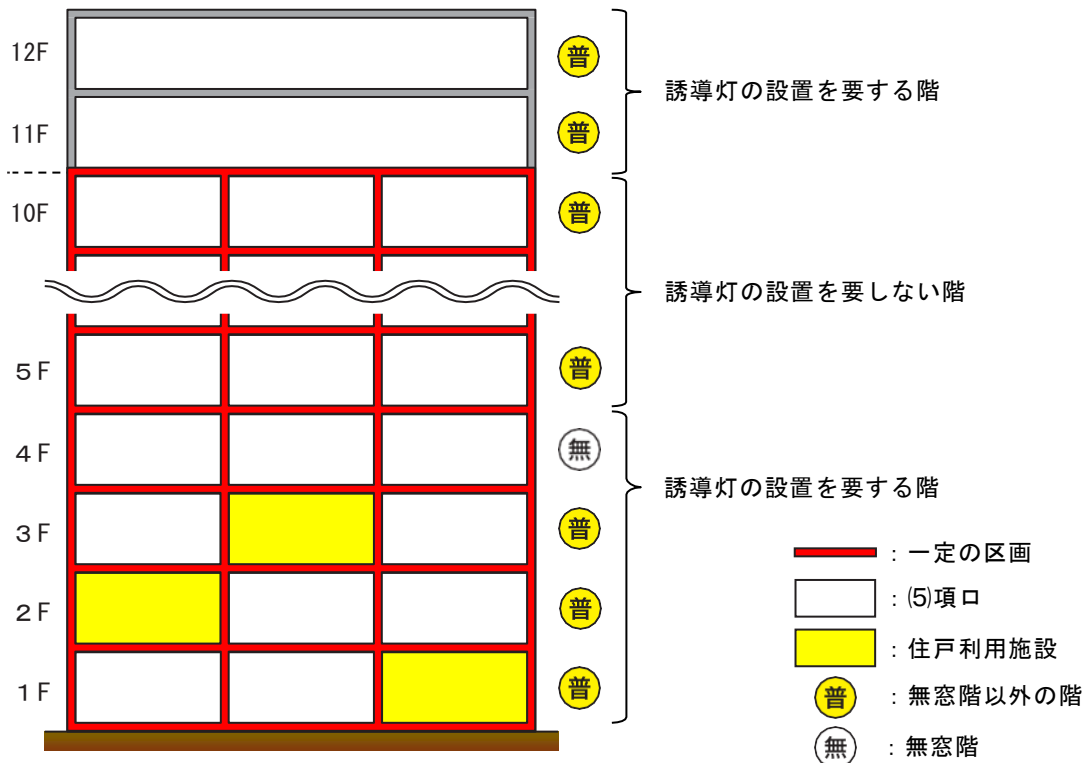 12F 普
誘導灯の設置を要する階
11F 普
10F 普
誘導灯の設置を要しない階
5F 普
4F 無
誘導灯の設置を要する階
3F 普
2F 普
1F 普
：一定の区画
：⑸項ロ
：住戸利用施設
普：無窓階以外の階
無：無窓階